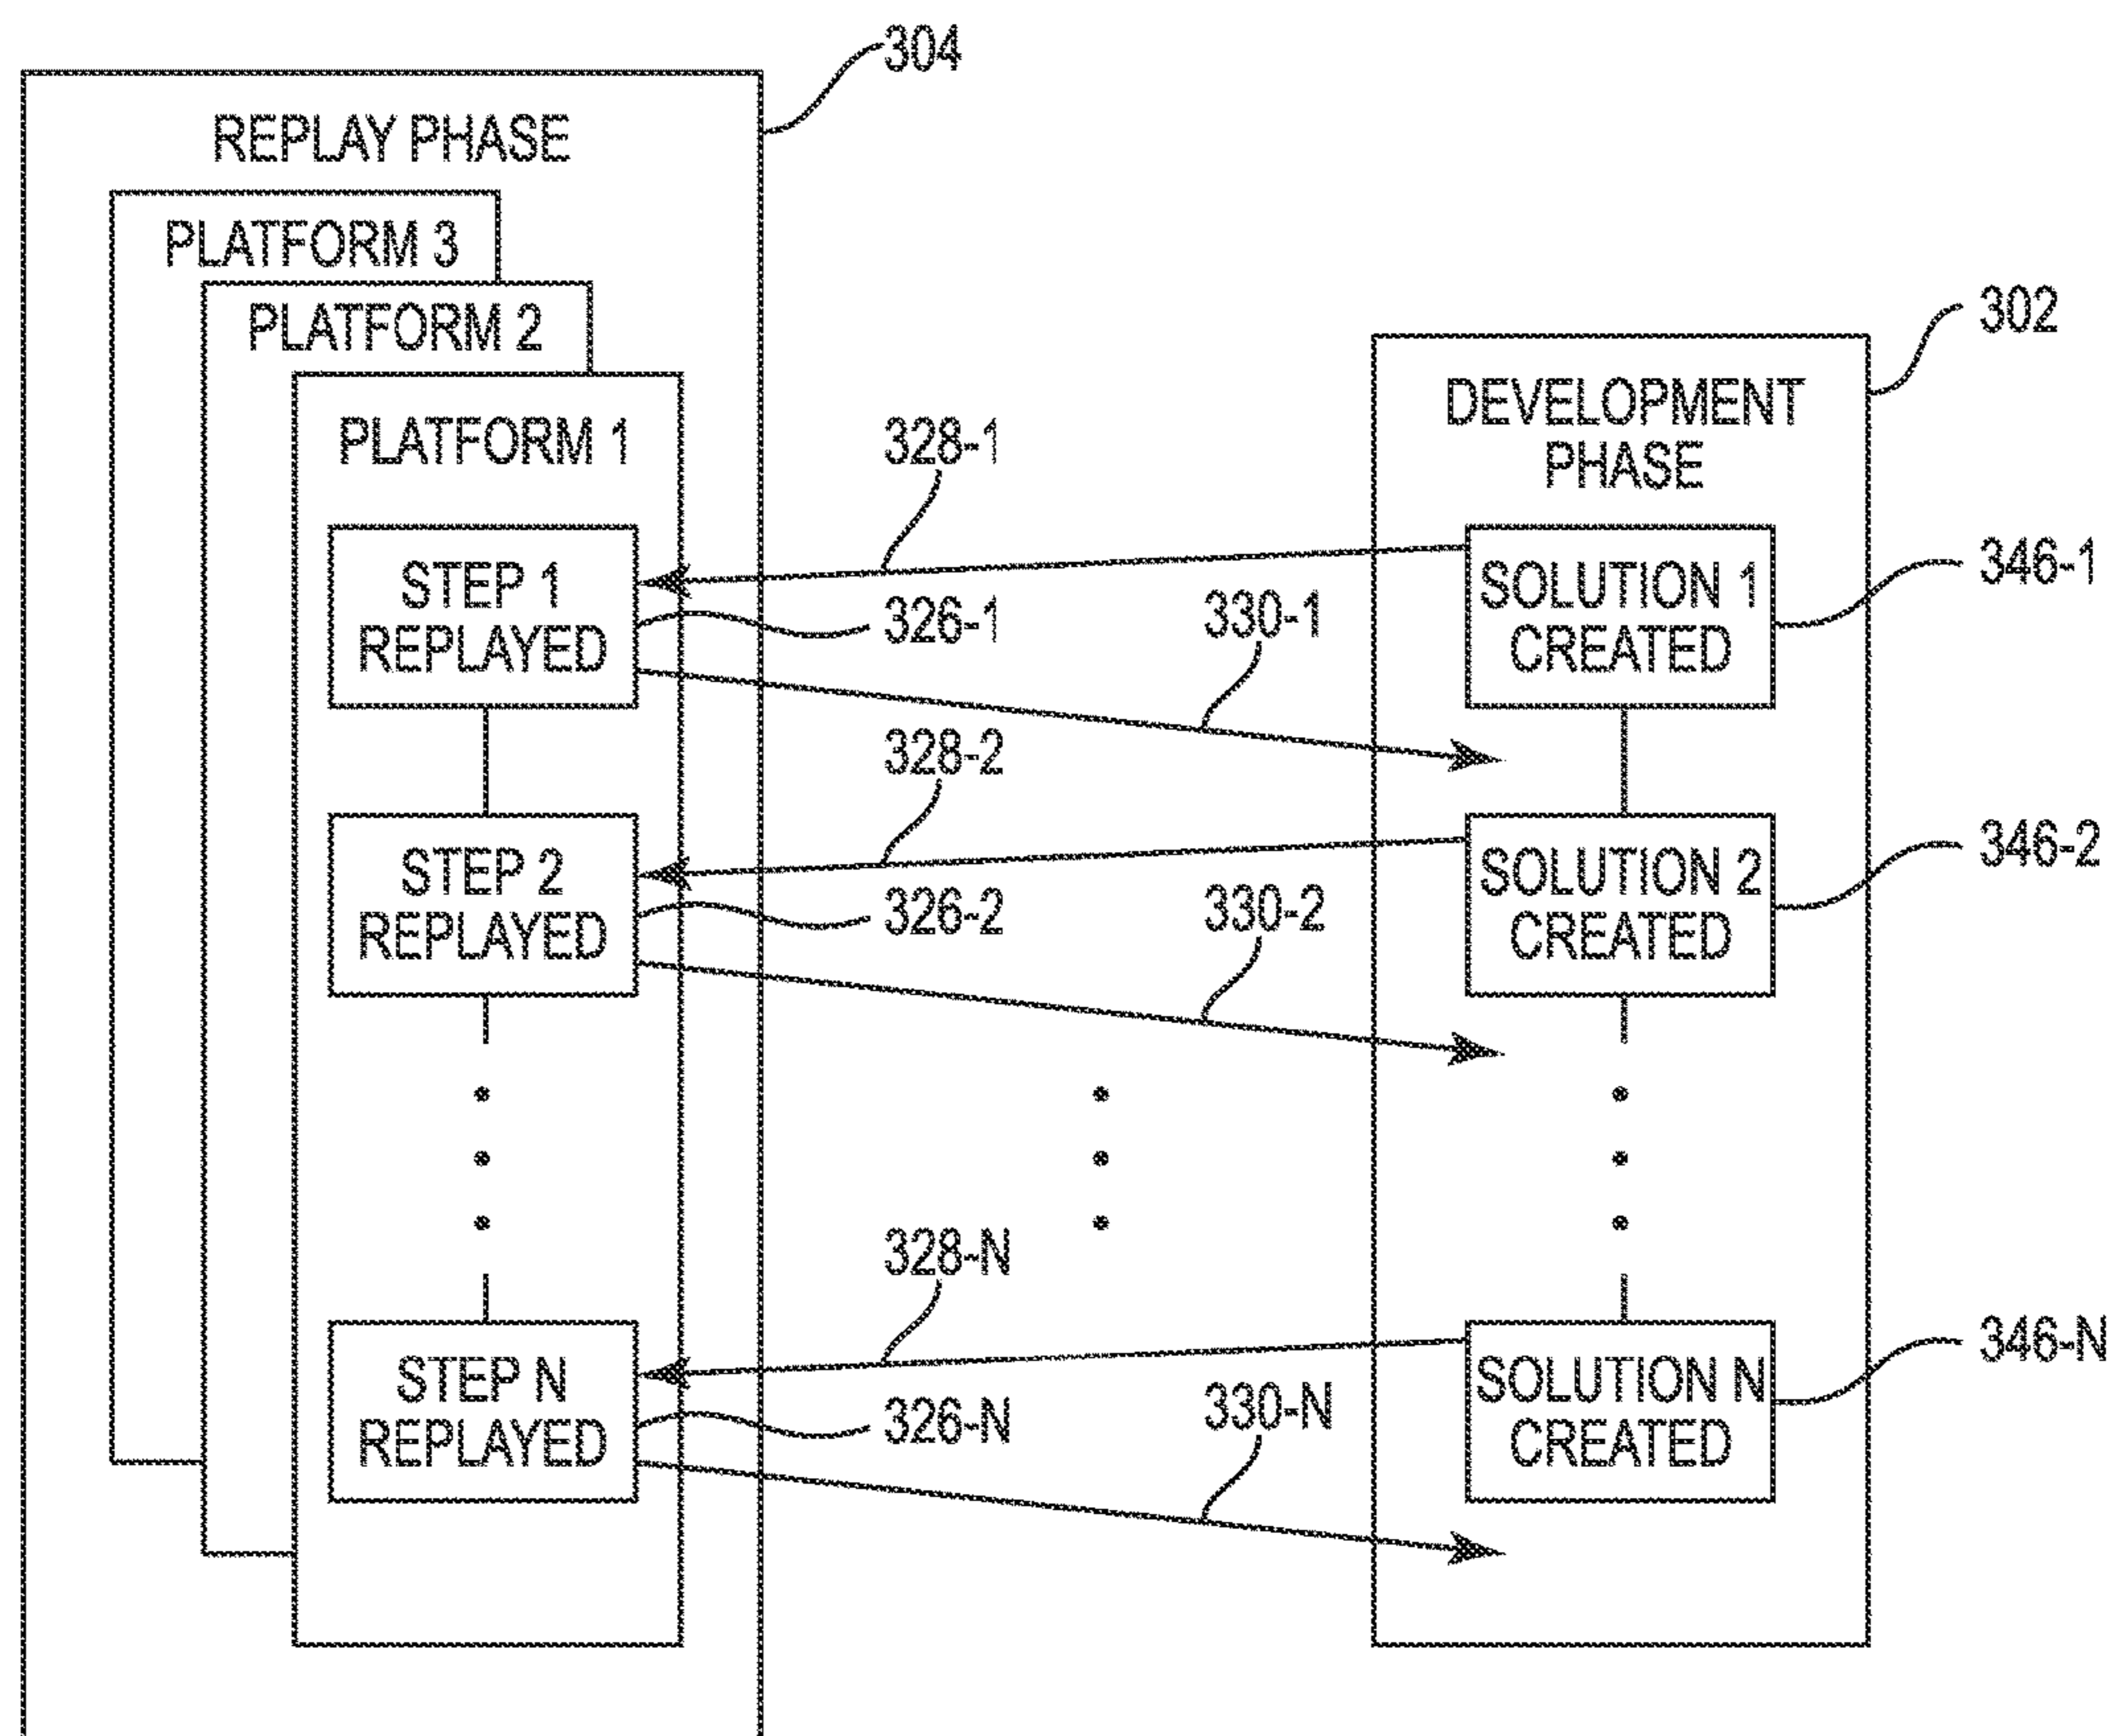 304
REPLAY PHASE
PLATFORM 3
PLATFORM 2
PLATFORM 1
302
DEVELOPMENT
PHASE
328-1
STEP 1
REPLAYED
326-1
330-1
SOLUTION 1
CREATED
346-1
328-2
STEP 2
REPLAYED
326-2
330-2
SOLUTION 2
CREATED
346-2
328-N
STEP N
REPLAYED
326-N
330-N
SOLUTION N
CREATED
346-N